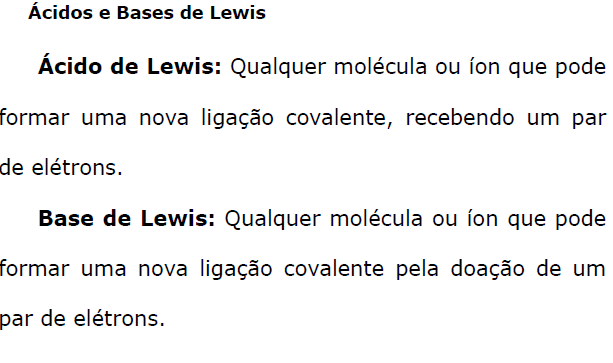 Ácidos e Bases de Lewis
Ácido de Lewis: Qualquer molécula ou íon que pode
formar uma nova ligação covalente, recebendo um par
de elétrons.
Base de Lewis: Qualquer molécula ou íon que pode
formar uma nova ligação covalente pela doação de um
par de elétrons.